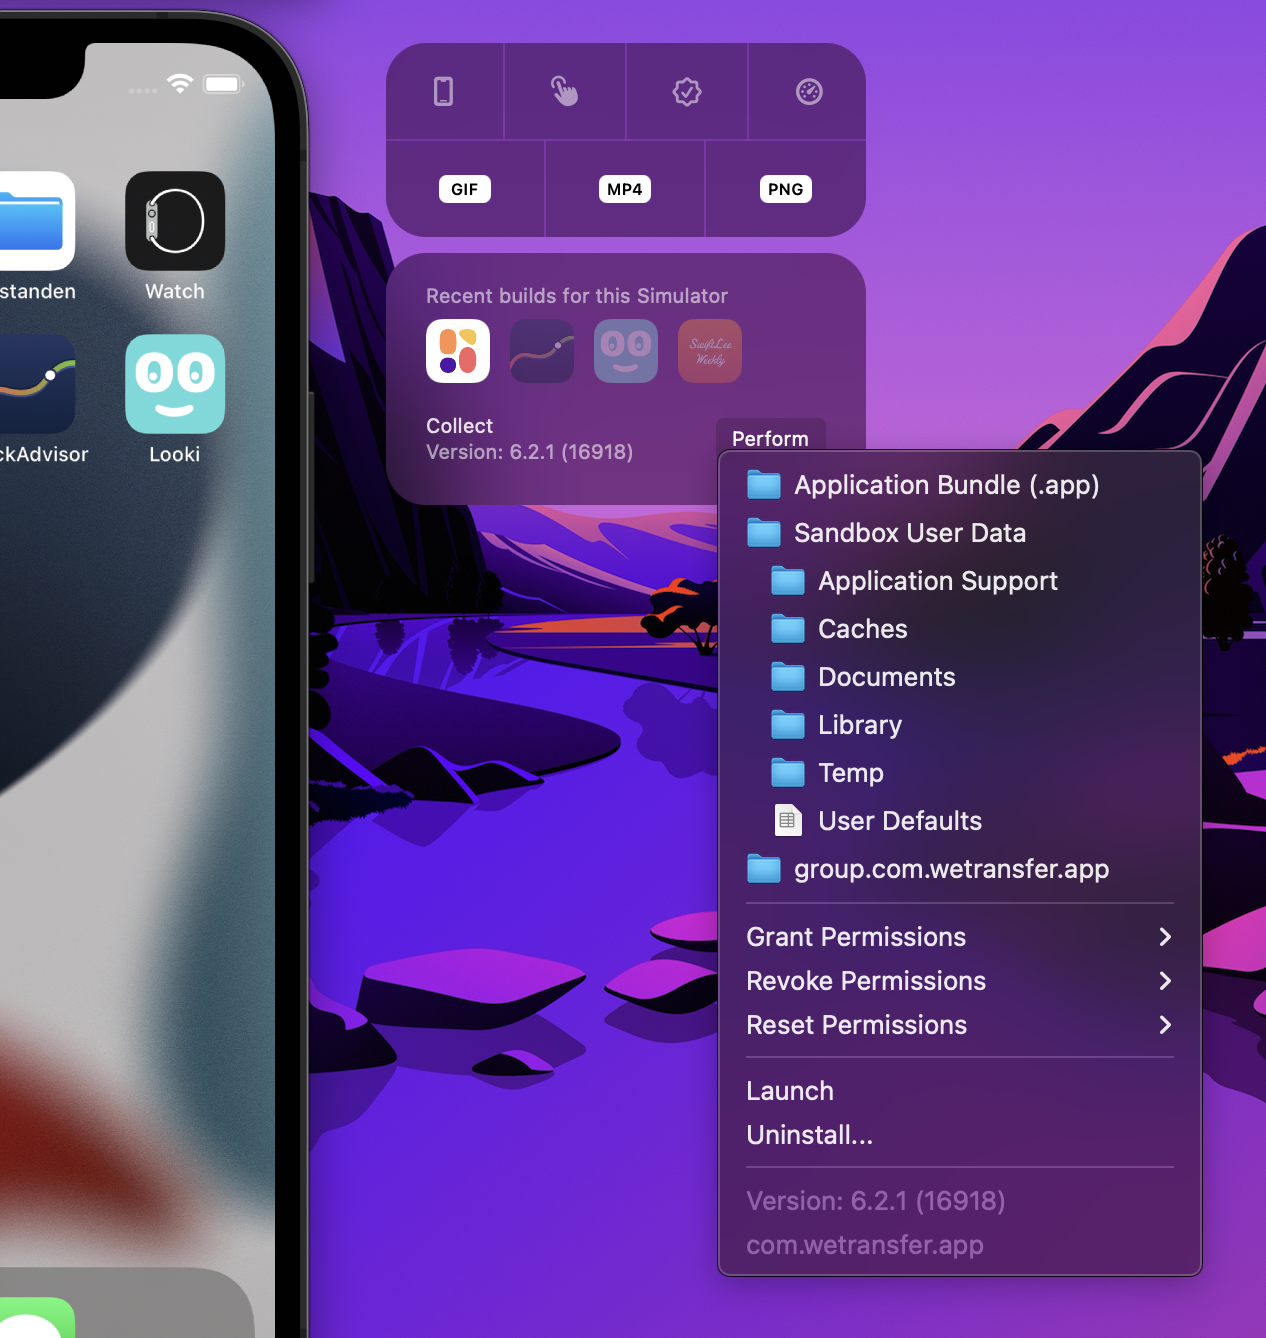 GIF
MP4
PNG
standen
Watch
ckAdvisor
Looki
Recent builds for this Simulator
SwiftLee
Weekly
Collect
Version: 6.2.1 (16918)
Perform
Application Bundle (.app)
Sandbox User Data
Application Support
Caches
Documents
Library
Temp
User Defaults
group.com.wetransfer.app
Grant Permissions
Revoke Permissions
Reset Permissions
Launch
Uninstall...
Version: 6.2.1 (16918)
com.wetransfer.app